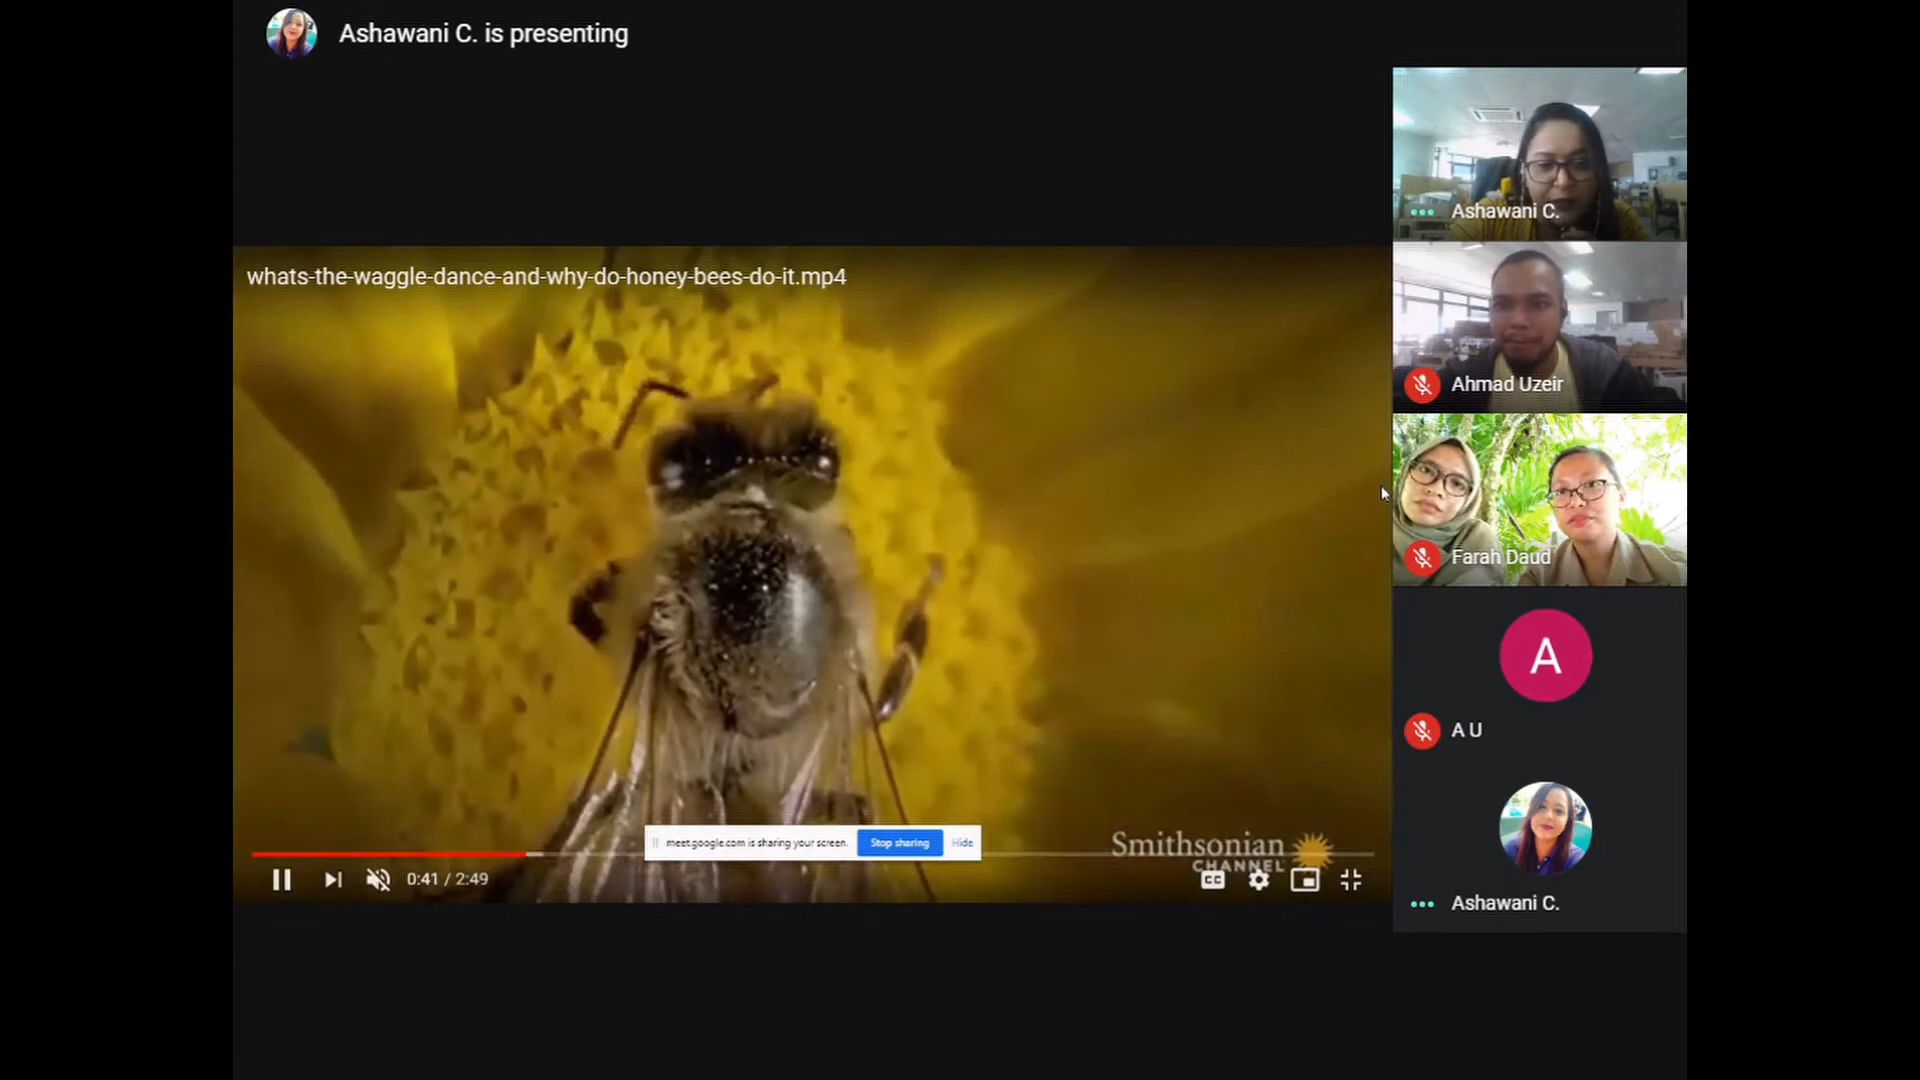 Ashawani C. is presenting
whats-the-waggle-dance-and-why-do-honey-bees-do-it.mp4
Ashawani C.
Ahmad Uzeir
Farah Daud
A
A U
Ashawani C.
meet.google.com is sharing your screen.
Stop sharing
Hide
Smithsonian
CHANNEL
0:41 / 2:49
CC